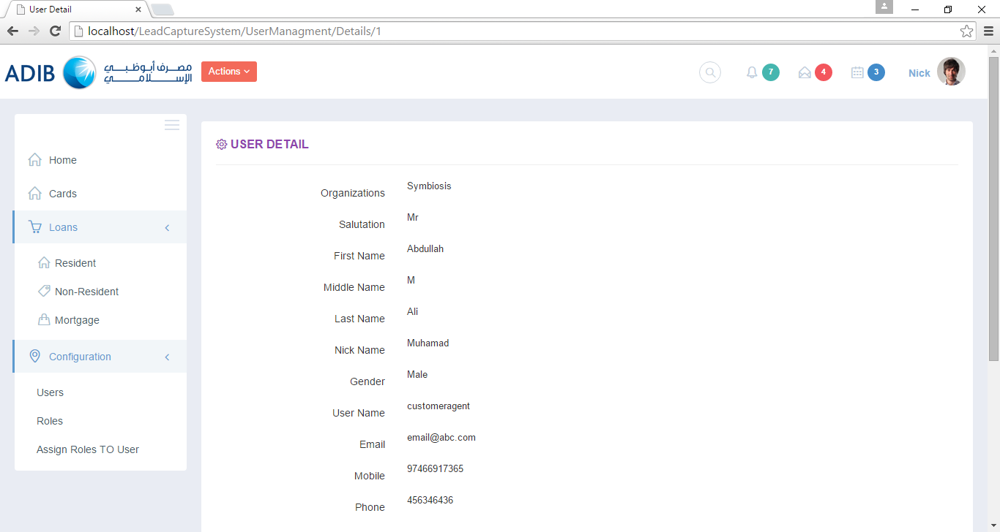 User Detail
localhost/LeadCaptureSystem/UserManagment/Details/1
ADIB
مصرف أبوظبي
الإسلامي
Actions
7
4
3
Nick
Home
Cards
Loans
Resident
Non-Resident
Mortgage
Configuration
Users
Roles
Assign Roles TO User
USER DETAIL
Organizations Symbiosis
Salutation Mr
First Name Abdullah
Middle Name M
Last Name Ali
Nick Name Muhamad
Gender Male
User Name customeragent
Email email@abc.com
Mobile 97466917365
Phone 456346436